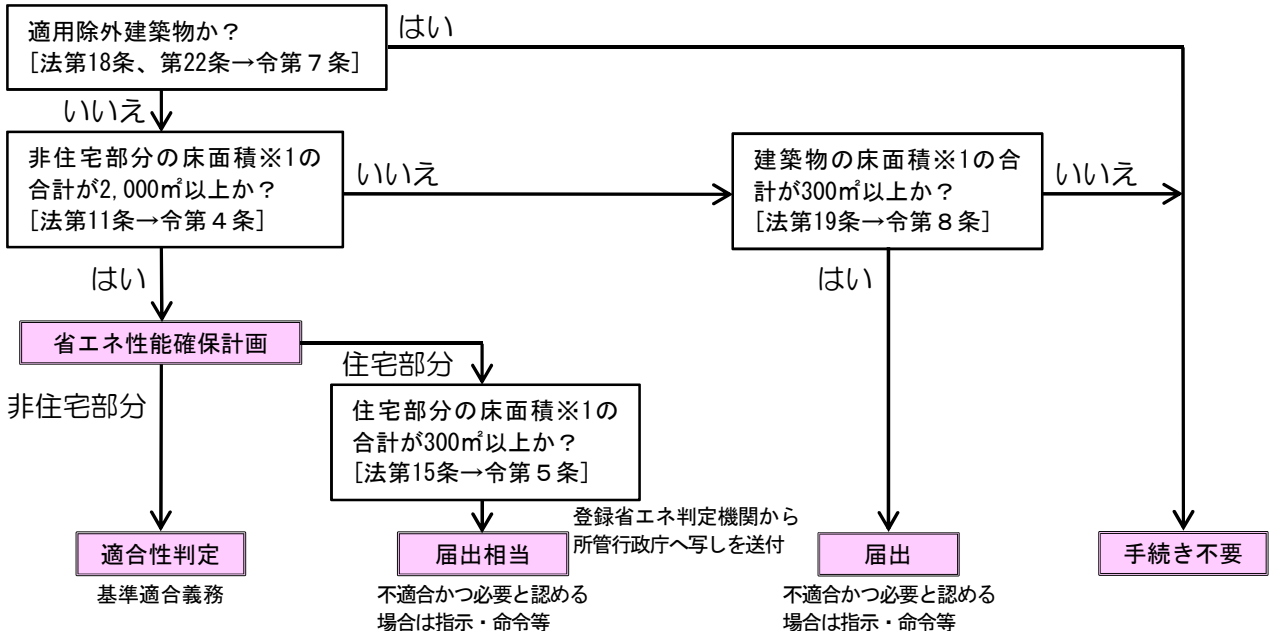 適用除外建築物か？
[法第18条、第22条→令第７条]
はい
いいえ
非住宅部分の床面積※1の
合計が2,000㎡以上か？
[法第11条→令第４条]
いいえ
建築物の床面積※1の合
計が300㎡以上か？
[法第19条→令第８条]
いいえ
はい
はい
省エネ性能確保計画
住宅部分
非住宅部分
住宅部分の床面積※1の
合計が300㎡以上か？
[法第15条→令第５条]
登録省エネ判定機関から
所管行政庁へ写しを送付
適合性判定
届出相当
届出
手続き不要
基準適合義務
不適合かつ必要と認める
場合は指示・命令等
不適合かつ必要と認める
場合は指示・命令等